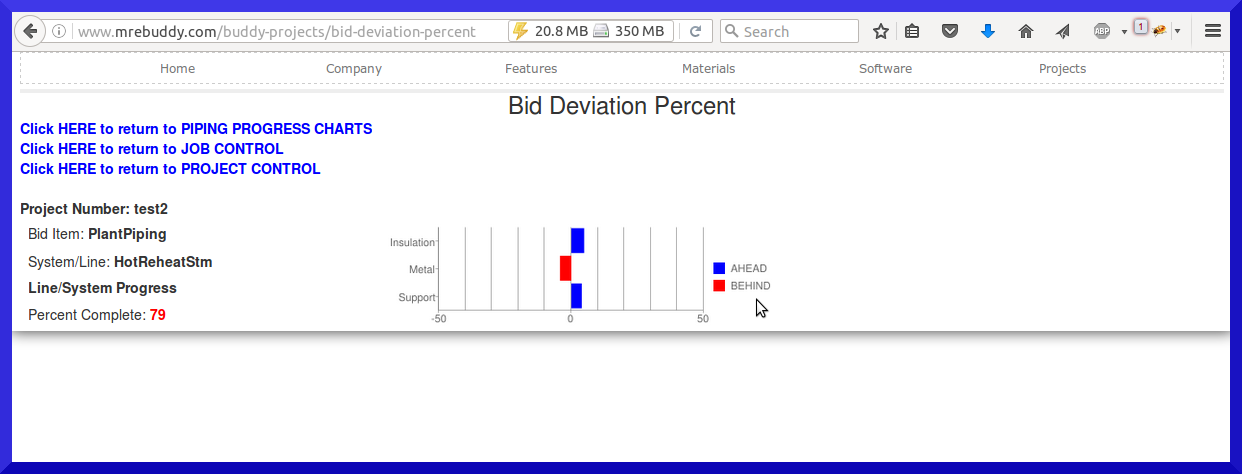 www.mrebuddy.com/buddy-projects/bid-deviation-percent 20.8 MB 350 MB Search ABP 1
Home Company Features Materials Software Projects
Bid Deviation Percent
Click HERE to return to PIPING PROGRESS CHARTS
Click HERE to return to JOB CONTROL
Click HERE to return to PROJECT CONTROL
Project Number: test2
Bid Item: PlantPiping
System/Line: HotReheatStm
Line/System Progress
Percent Complete: 79
Insulation
Metal
Support
-50 0 50
AHEAD
BEHIND